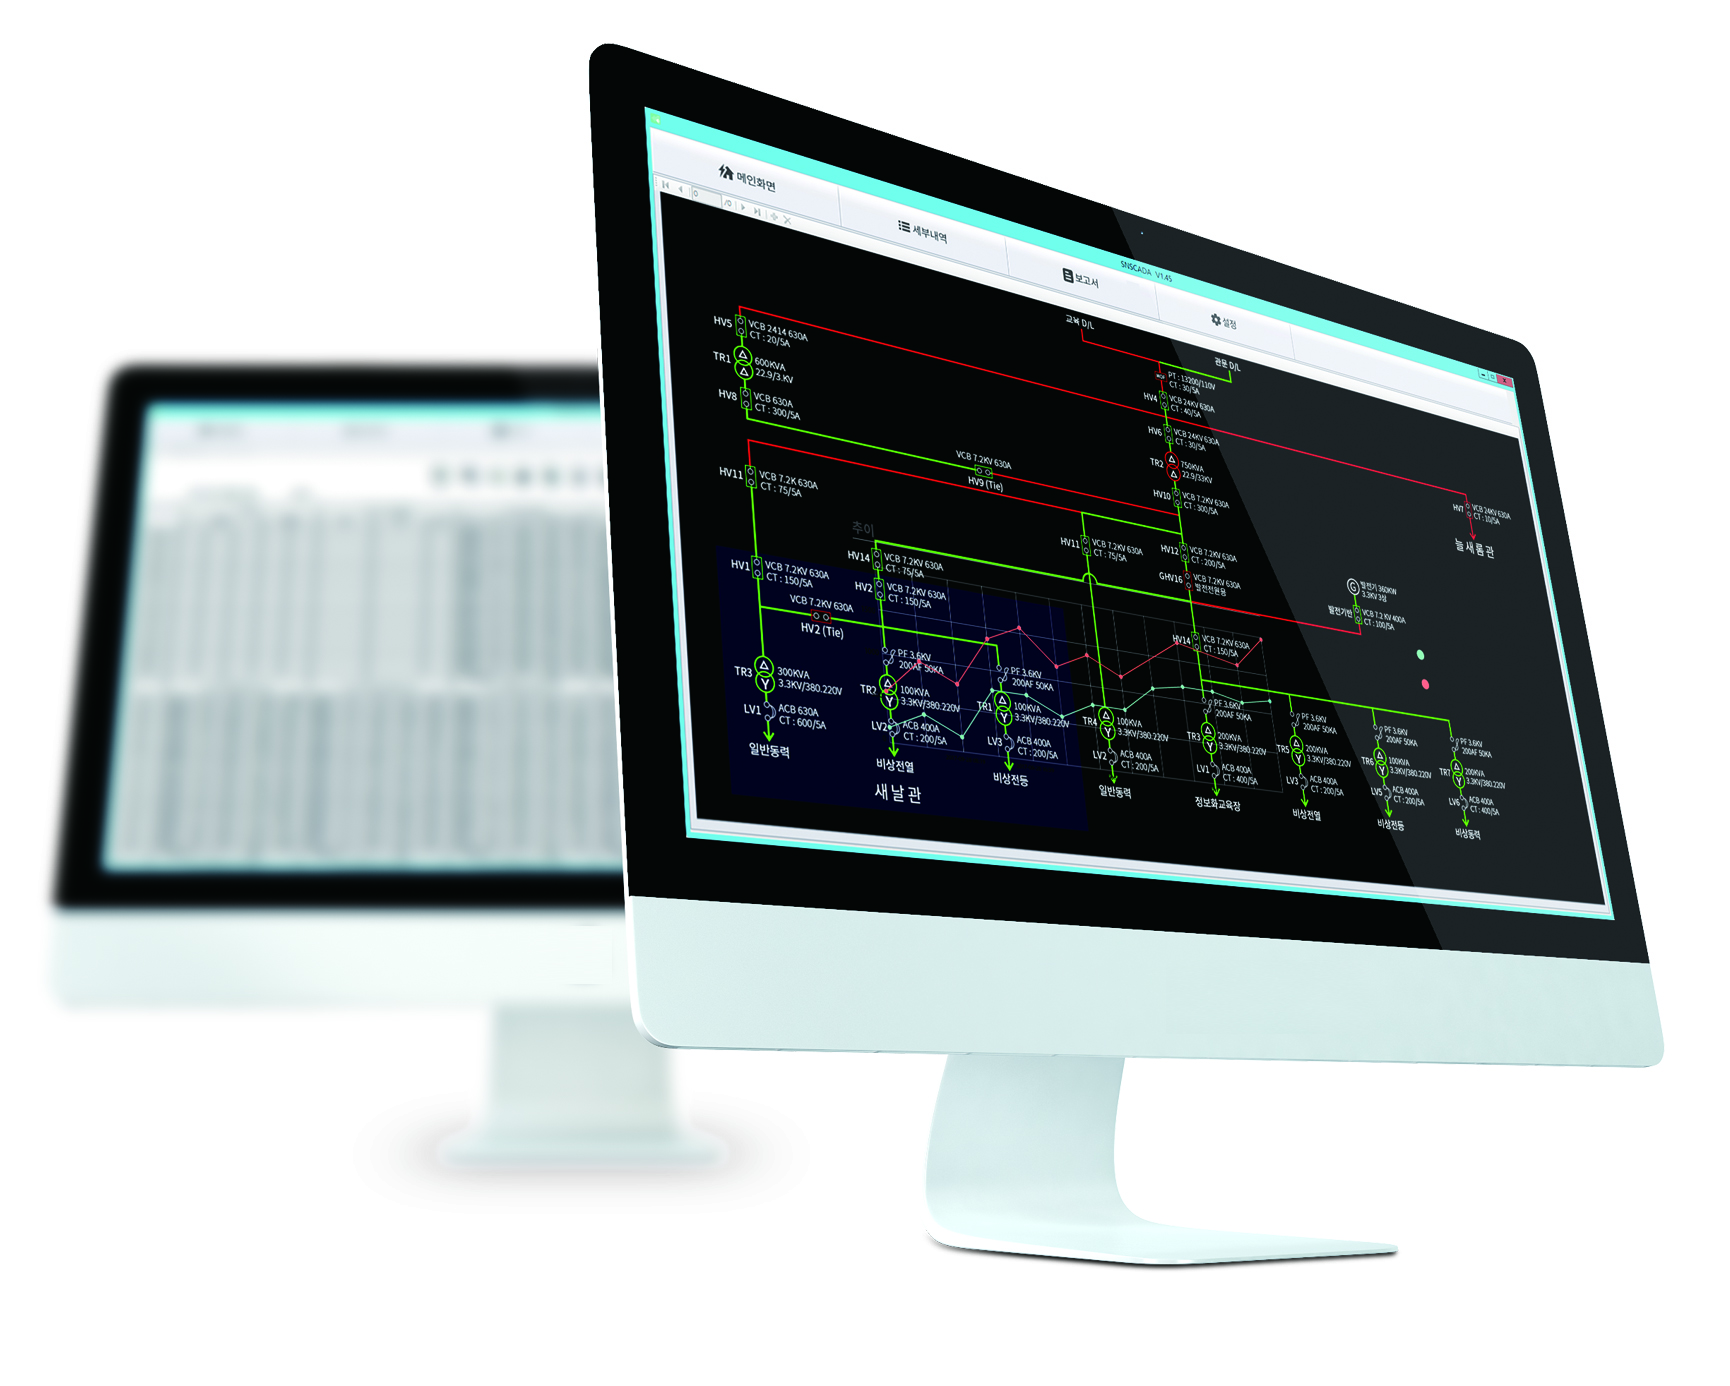 SNSCADA V1.45
메인화면
세부내역
보고서
설정
0
/0
교육 D/L
관문 D/L
HV5
VCB 2414 630A
CT : 20/5A
TR1
600KVA
22.9/3.KV
HV8
VCB 630A
CT : 300/5A
PT : 13200/110V
CT : 30/5A
HV4
VCB 24KV 630A
CT : 40/5A
HV6
VCB 24KV 630A
CT : 30/5A
TR2
750KVA
22.9/33KV
HV10
VCB 7.2KV 630A
CT : 300/5A
VCB 7.2KV 630A
HV9 (Tie)
HV11
VCB 7.2K 630A
CT : 75/5A
HV7
VCB 24KV 630A
CT : 10/5A
늘새롬관
추이
HV14
VCB 7.2KV 630A
CT : 75/5A
HV11
VCB 7.2KV 630A
CT : 75/5A
HV12
VCB 7.2KV 630A
CT : 200/5A
GHV16
VCB 7.2KV 630A
발전전원용
HV1
VCB 7.2KV 630A
CT : 150/5A
HV2
VCB 7.2KV 630A
CT : 150/5A
VCB 7.2KV 630A
HV2 (Tie)
G
발전기 360KW
3.3KV 3상
발전기반
VCB 7.2 KV 400A
CT : 100/5A
HV14
VCB 7.2KV 630A
CT : 150/5A
TR3
300KVA
3.3KV/380.220V
LV1
ACB 630A
CT : 600/5A
일반동력
PF 3.6KV
200AF 50KA
TR2
100KVA
3.3KV/380.220V
LV2
ACB 400A
CT : 200/5A
비상전열
PF 3.6KV
200AF 50KA
TR1
100KVA
3.3KV/380.220V
LV3
ACB 400A
CT : 200/5A
비상전등
새날관
TR4
100KVA
3.3KV/380.220V
LV2
ACB 400A
CT : 200/5A
일반동력
PF 3.6KV
200AF 50KA
TR3
200KVA
3.3KV/380.220V
LV1
ACB 400A
CT : 400/5A
정보화교육장
PF 3.6KV
200AF 50KA
TR5
200KVA
3.3KV/380.220V
LV3
ACB 400A
CT : 200/5A
비상전열
PF 3.6KV
200AF 50KA
TR6
100KVA
3.3KV/380.220V
LV5
ACB 400A
CT : 200/5A
비상전등
PF 3.6KV
200AF 50KA
TR7
200KVA
3.3KV/380.220V
LV6
ACB 400A
CT : 400/5A
비상동력